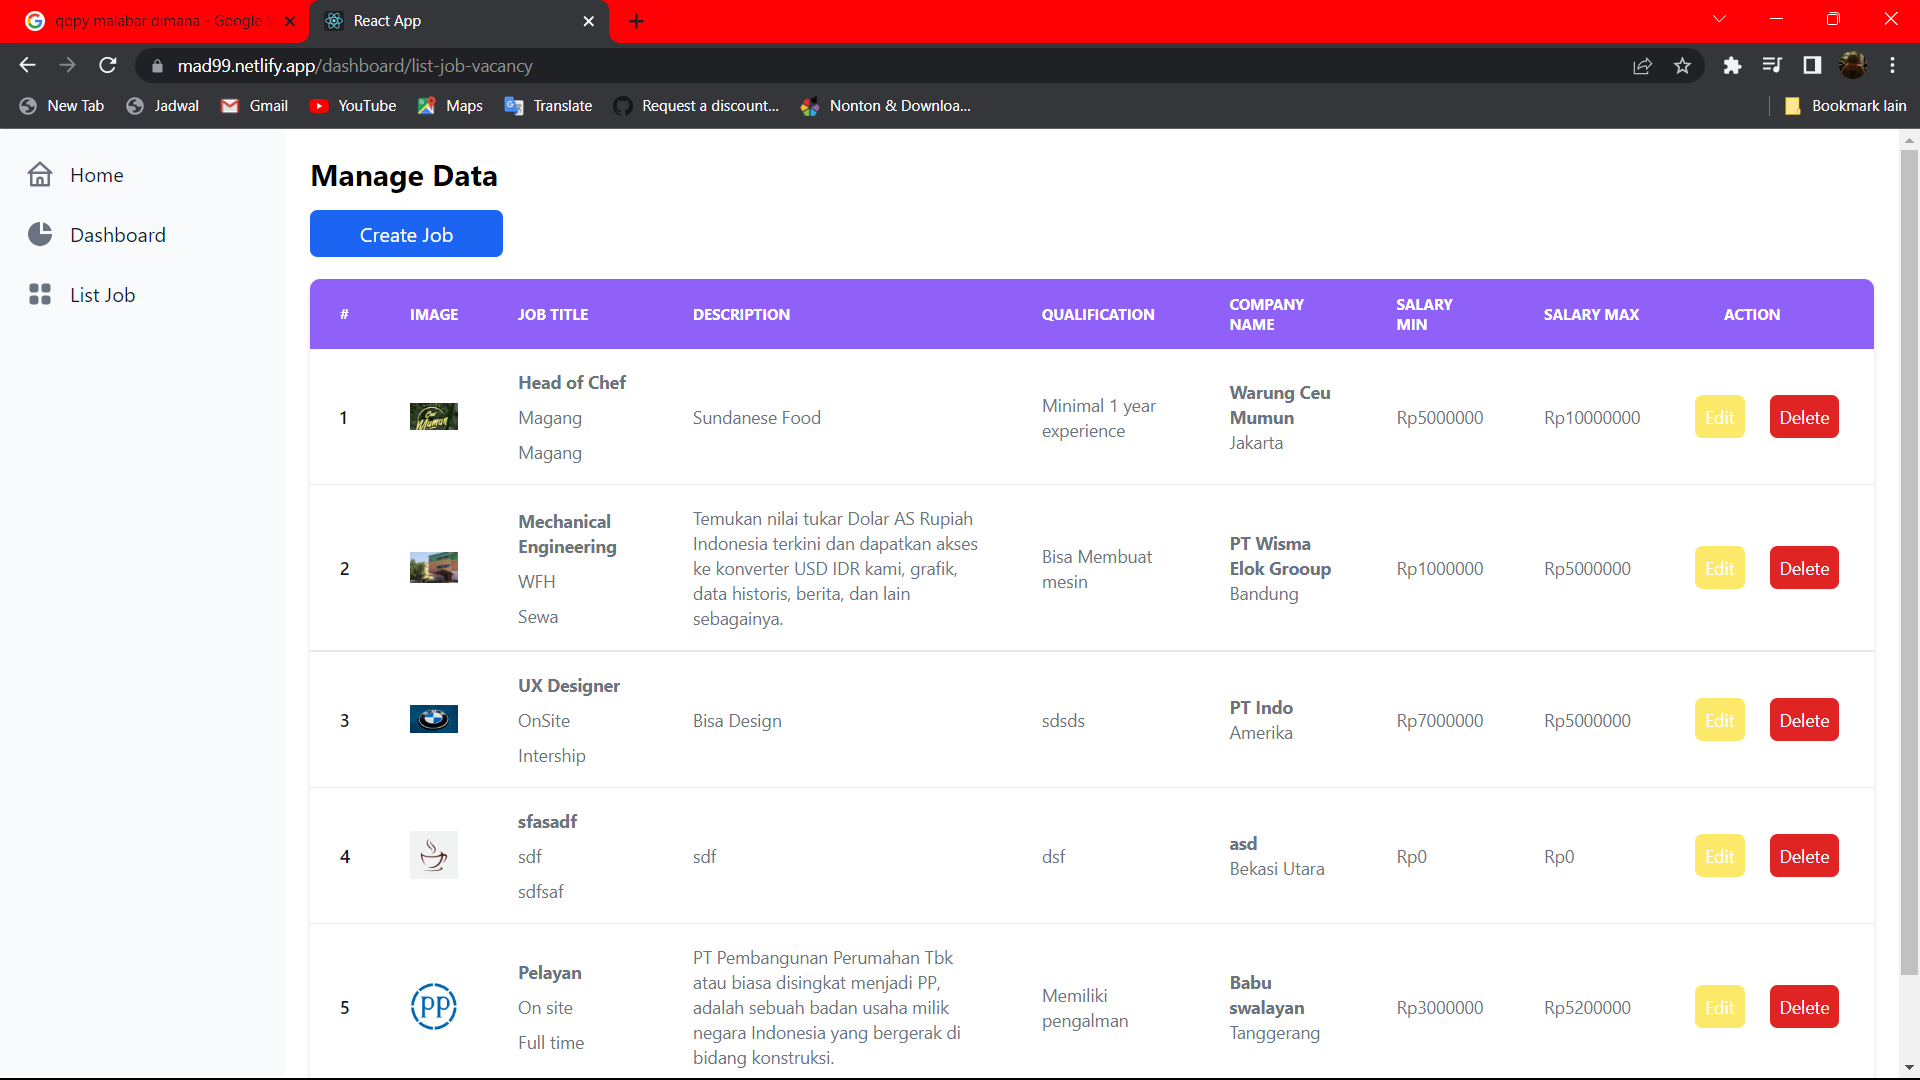 qopy malabar dimana - Google S
React App
mad99.netlify.app/dashboard/list-job-vacancy
New Tab
Jadwal
Gmail
YouTube
Maps
Translate
Request a discount...
Nonton & Downloa...
Bookmark lain
Home
Dashboard
List Job
Manage Data
Create Job
# IMAGE JOB TITLE DESCRIPTION QUALIFICATION COMPANY NAME SALARY MIN SALARY MAX ACTION
1
Cue Mumun
Head of Chef
Magang
Magang
Sundanese Food
Minimal 1 year
experience
Warung Ceu
Mumun
Jakarta
Rp5000000
Rp10000000
Edit
Delete
2
Mechanical
Engineering
WFH
Sewa
Temukan nilai tukar Dolar AS Rupiah
Indonesia terkini dan dapatkan akses
ke konverter USD IDR kami, grafik,
data historis, berita, dan lain
sebagainya.
Bisa Membuat
mesin
PT Wisma
Elok Grooup
Bandung
Rp1000000
Rp5000000
Edit
Delete
3
UX Designer
OnSite
Intership
Bisa Design
sdsds
PT Indo
Amerika
Rp7000000
Rp5000000
Edit
Delete
4
sfasadf
sdf
sdfsaf
sdf
dsf
asd
Bekasi Utara
Rp0
Rp0
Edit
Delete
5
PP
Pelayan
On site
Full time
PT Pembangunan Perumahan Tbk
atau biasa disingkat menjadi PP,
adalah sebuah badan usaha milik
negara Indonesia yang bergerak di
bidang konstruksi.
Memiliki
pengalman
Babu
swalayan
Tanggerang
Rp3000000
Rp5200000
Edit
Delete